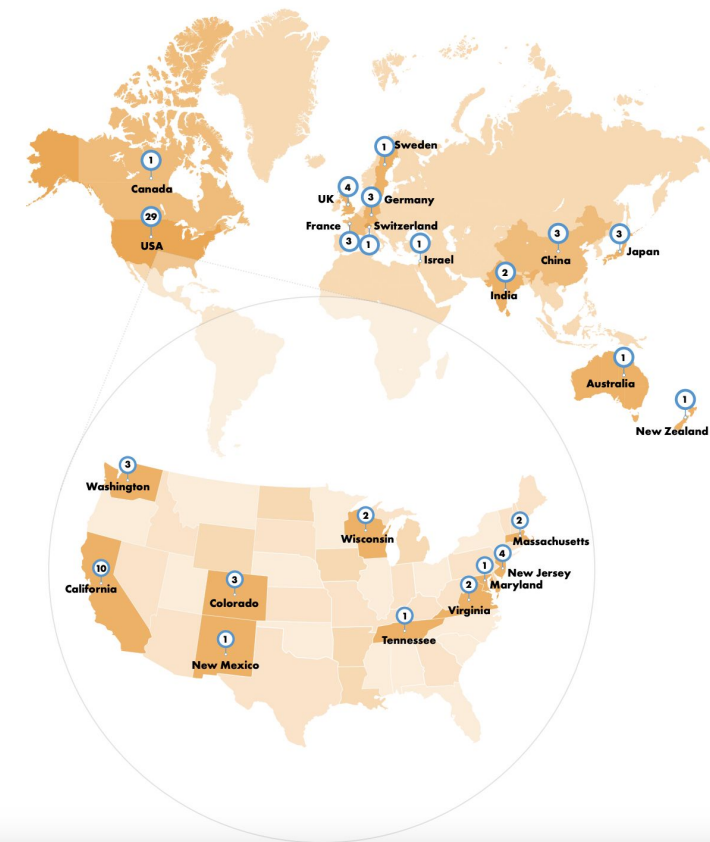 1
Sweden
1
Canada
4
UK
3
Germany
29
USA
France
Switzerland
3
1
1
Israel
3
China
3
Japan
2
India
1
Australia
1
New Zealand
3
Washington
2
Wisconsin
2
Massachusetts
4
New Jersey
10
California
3
Colorado
1
Maryland
2
Virginia
1
Tennessee
1
New Mexico